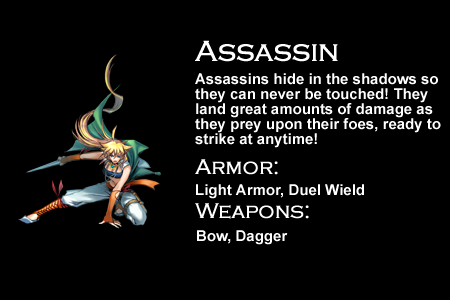 Assassin
Assassins hide in the shadows so
they can never be touched! They
land great amounts of damage as
they prey upon their foes, ready to
strike at anytime!
Armor:
Light Armor, Duel Wield
Weapons:
Bow, Dagger